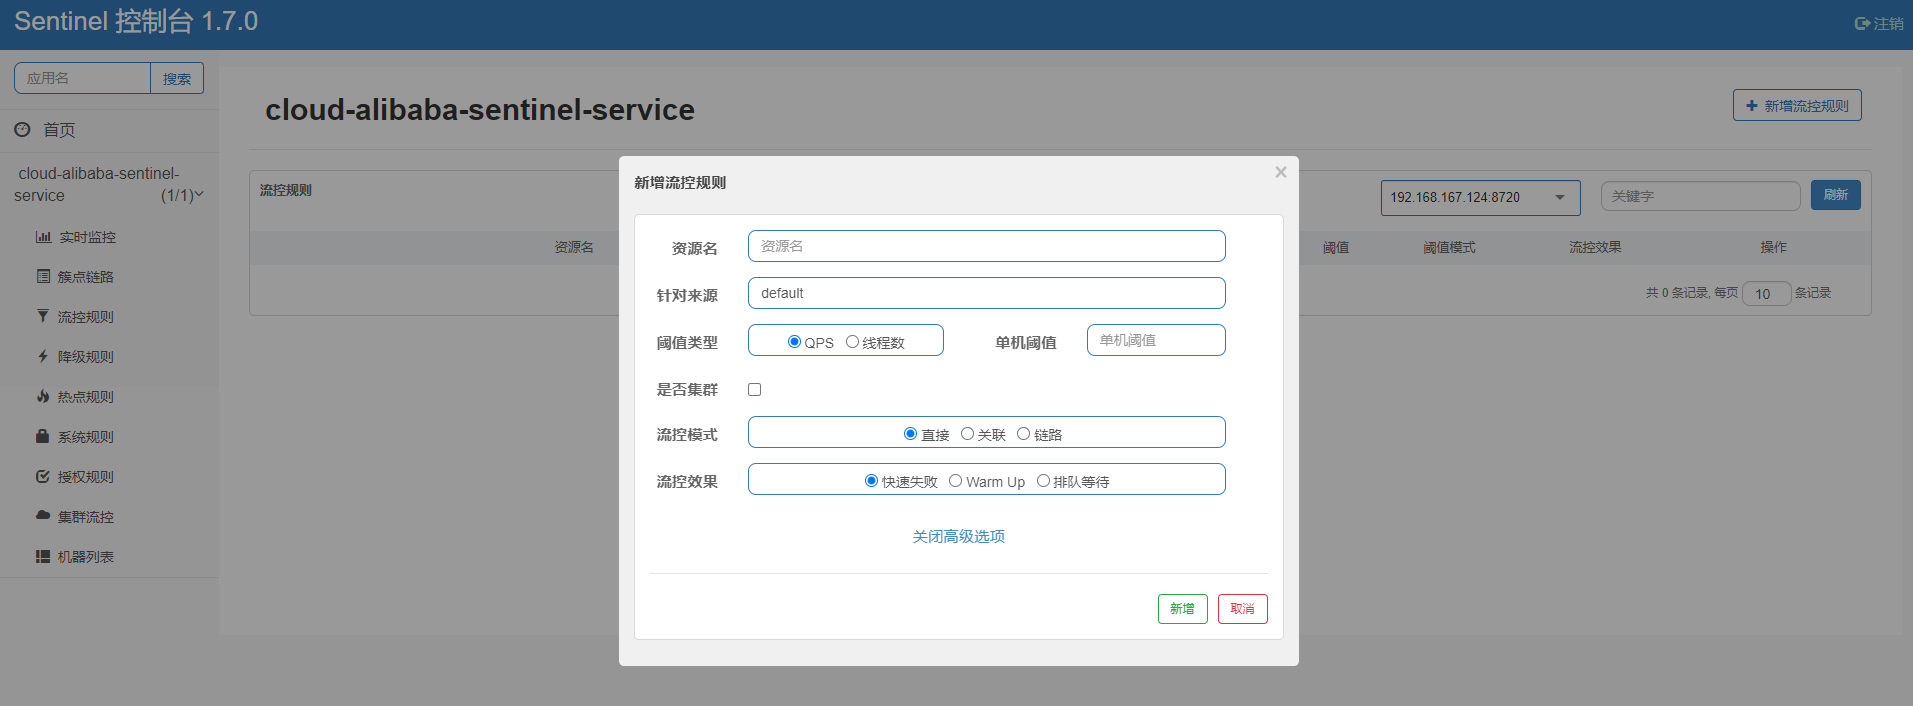 Sentinel 控制台 1.7.0
注销
应用名
搜索
首页
cloud-alibaba-sentinel-
service
(1/1)
实时监控
簇点链路
流控规则
降级规则
热点规则
系统规则
授权规则
集群流控
机器列表
cloud-alibaba-sentinel-service
新增流控规则
流控规则
192.168.167.124:8720
关键字
刷新
资源名
阈值
阈值模式
流控效果
操作
共 0 条记录, 每页 10 条记录
新增流控规则
×
资源名
资源名
针对来源
default
阈值类型
QPS 线程数
单机阈值
单机阈值
是否集群
流控模式
直接 关联 链路
流控效果
快速失败 Warm Up 排队等待
关闭高级选项
新增
取消